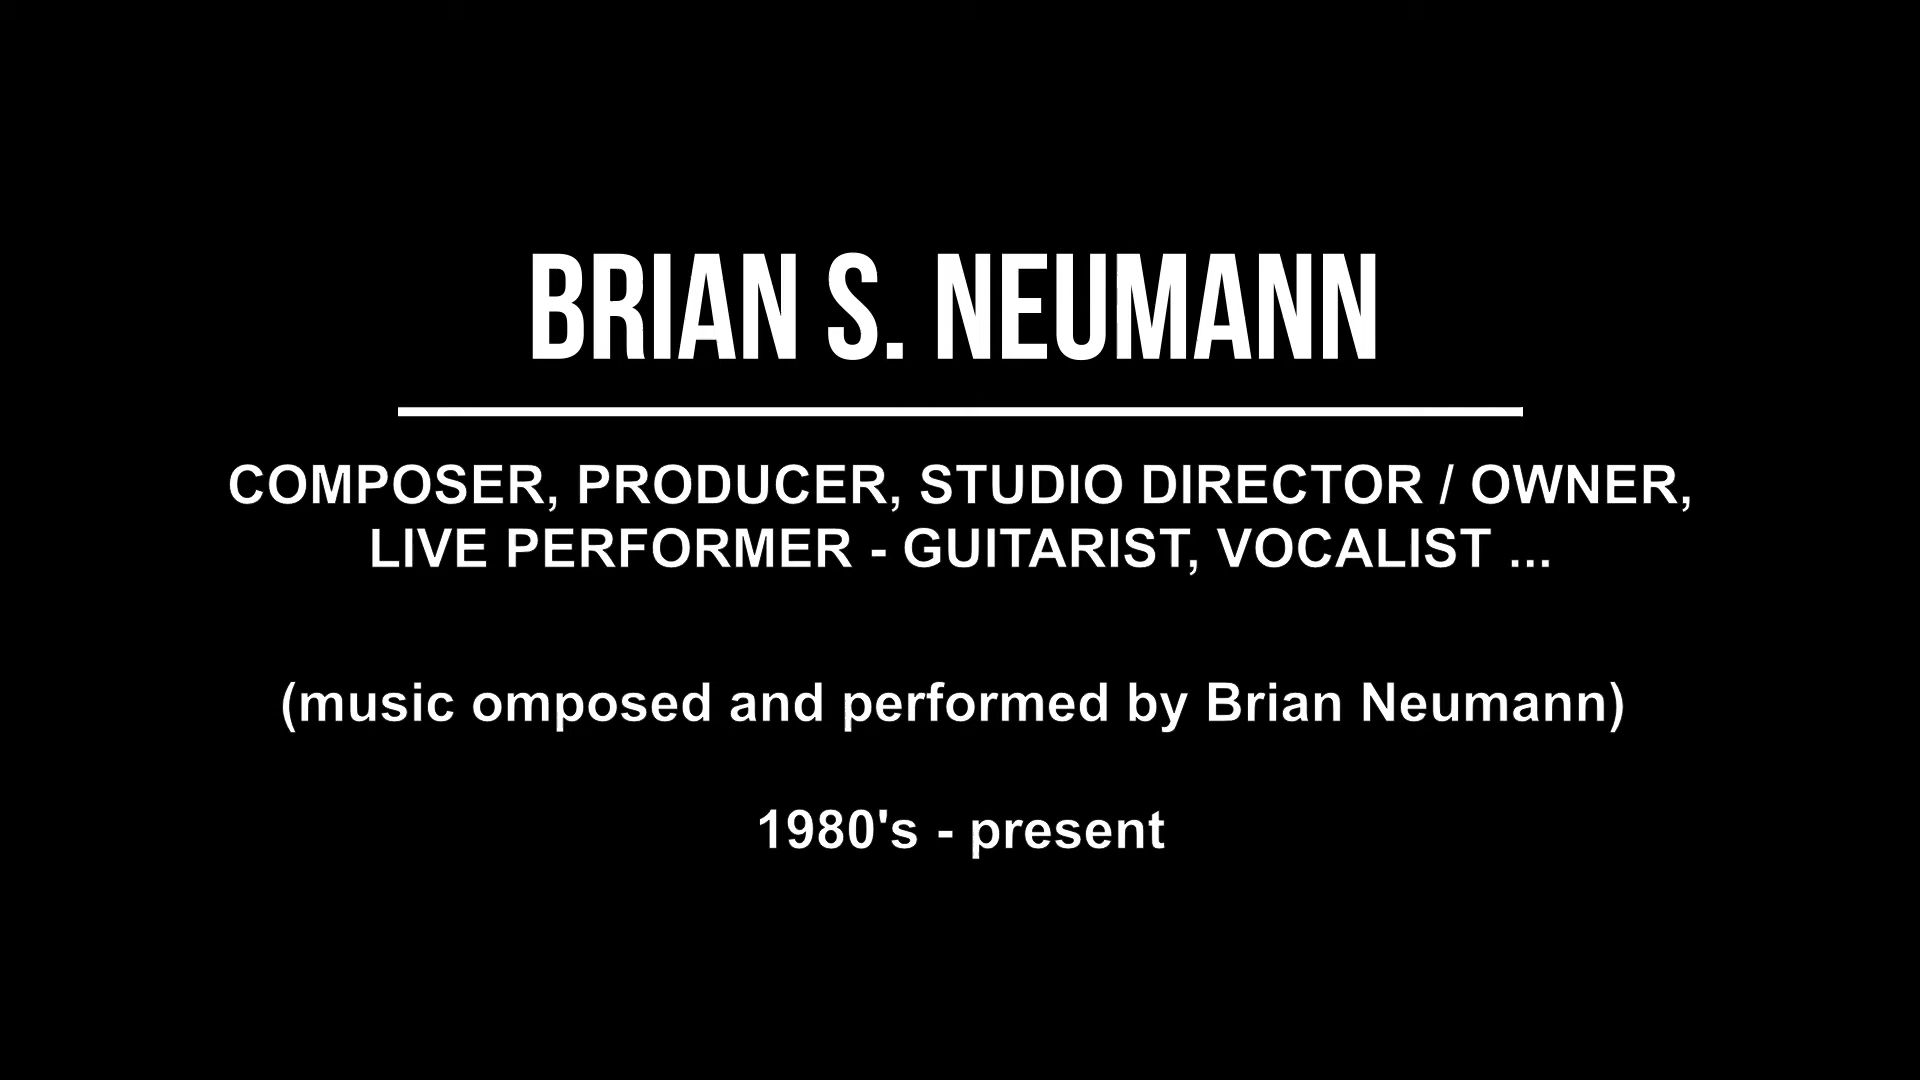 BRIAN S. NEUMANN
COMPOSER, PRODUCER, STUDIO DIRECTOR / OWNER,
LIVE PERFORMER - GUITARIST, VOCALIST ...
(music omposed and performed by Brian Neumann)
1980's - present